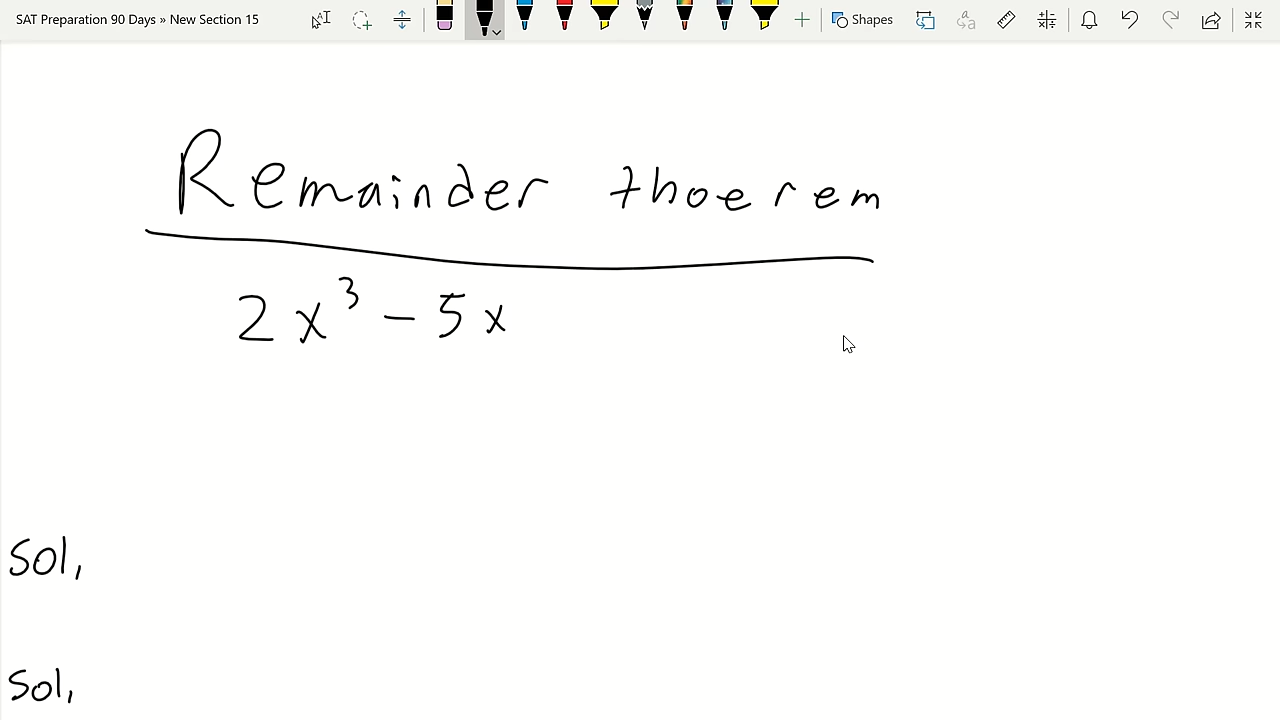 SAT Preparation 90 Days » New Section 15
Shapes
Remainder thoerem
2x³ - 5x
Sol,
Sol,